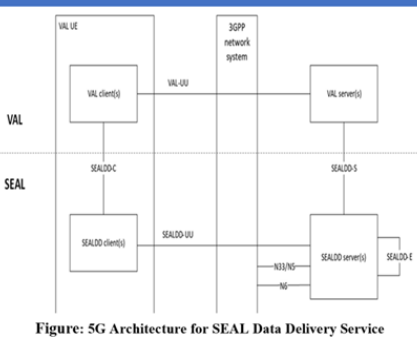 VAL UE
3GPP
network
system
VAL client(s)
VAL-UU
VAL server(s)
VAL
SEALDD-C
SEALDD-S
SEAL
SEALDD client(s)
SEALDD-UU
SEALDD server(s)
SEALDD-E
N33/N5
N6
Figure: 5G Architecture for SEAL Data Delivery Service